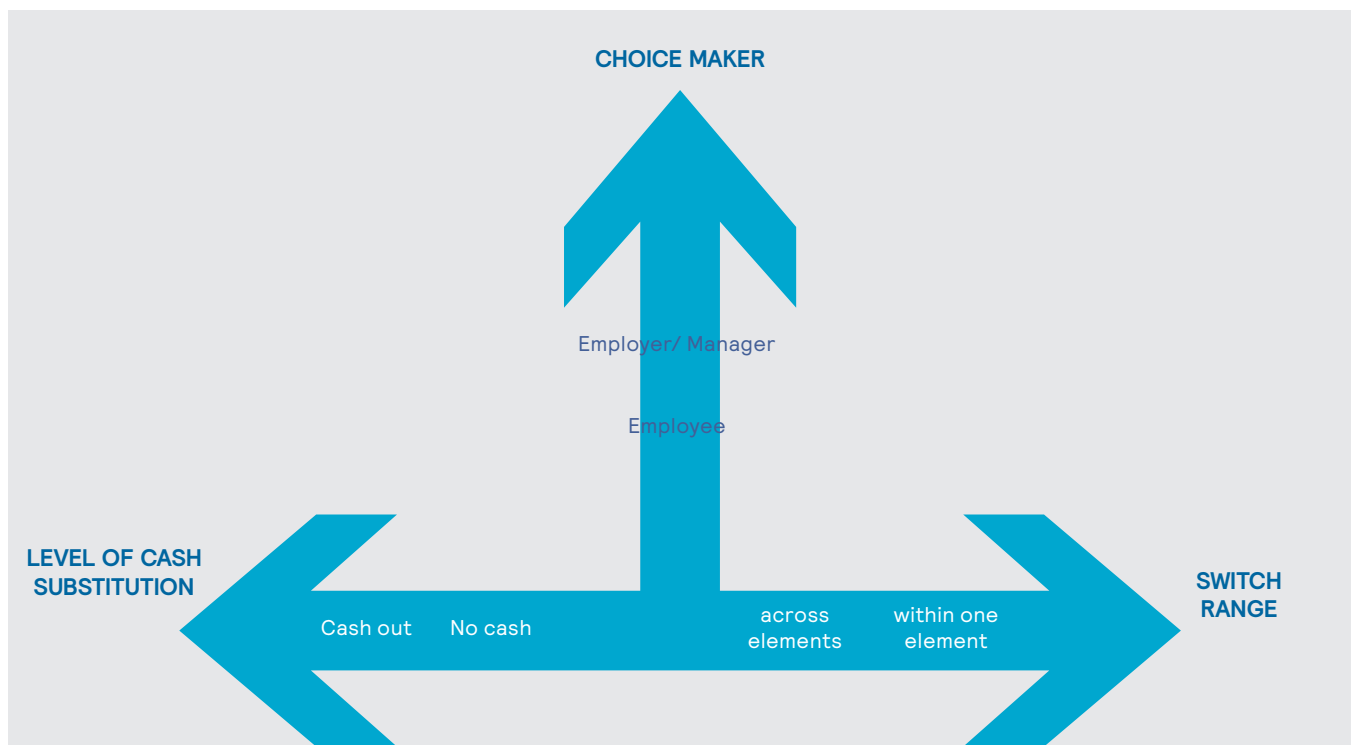 CHOICE MAKER
Employer/ Manager
Employee
LEVEL OF CASH
SUBSTITUTION
Cash out
No cash
across
elements
within one
element
SWITCH
RANGE